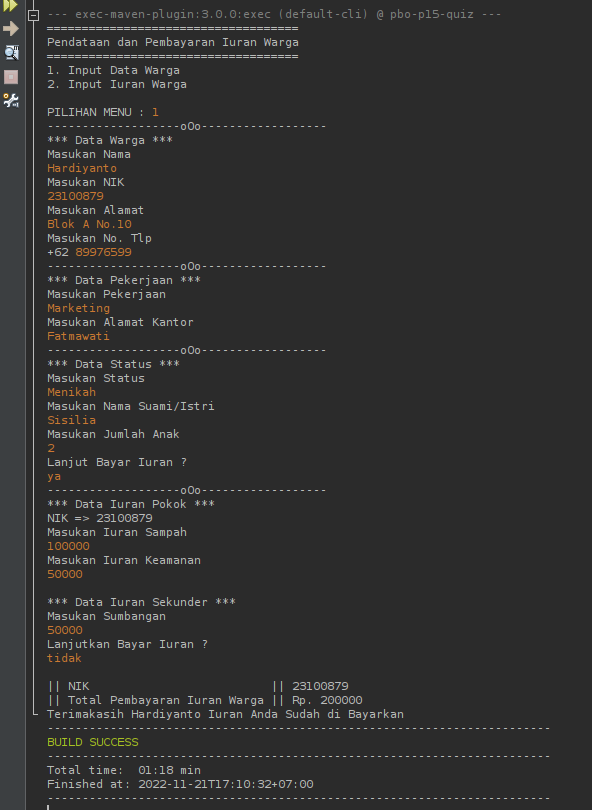 --- exec-maven-plugin:3.0.0:exec (default-cli) @ pbo-p15-quiz ---
====================================
Pendataan dan Pembayaran Iuran Warga
====================================
1. Input Data Warga
2. Input Iuran Warga
PILIHAN MENU : 1
-------------------oOo------------------
*** Data Warga ***
Masukan Nama
Hardiyanto
Masukan NIK
23100879
Masukan Alamat
Blok A No.10
Masukan No. Tlp
+62 89976599
-------------------oOo------------------
*** Data Pekerjaan ***
Masukan Pekerjaan
Marketing
Masukan Alamat Kantor
Fatmawati
-------------------oOo------------------
*** Data Status ***
Masukan Status
Menikah
Masukan Nama Suami/Istri
Sisilia
Masukan Jumlah Anak
2
Lanjut Bayar Iuran ?
ya
-------------------oOo------------------
*** Data Iuran Pokok ***
NIK => 23100879
Masukan Iuran Sampah
100000
Masukan Iuran Keamanan
50000
*** Data Iuran Sekunder ***
Masukan Sumbangan
50000
Lanjutkan Bayar Iuran ?
tidak
|| NIK                          || 23100879
|| Total Pembayaran Iuran Warga || Rp. 200000
Terimakasih Hardiyanto Iuran Anda Sudah di Bayarkan
------------------------------------------------------------------------
BUILD SUCCESS
------------------------------------------------------------------------
Total time:  01:18 min
Finished at: 2022-11-21T17:10:32+07:00
------------------------------------------------------------------------